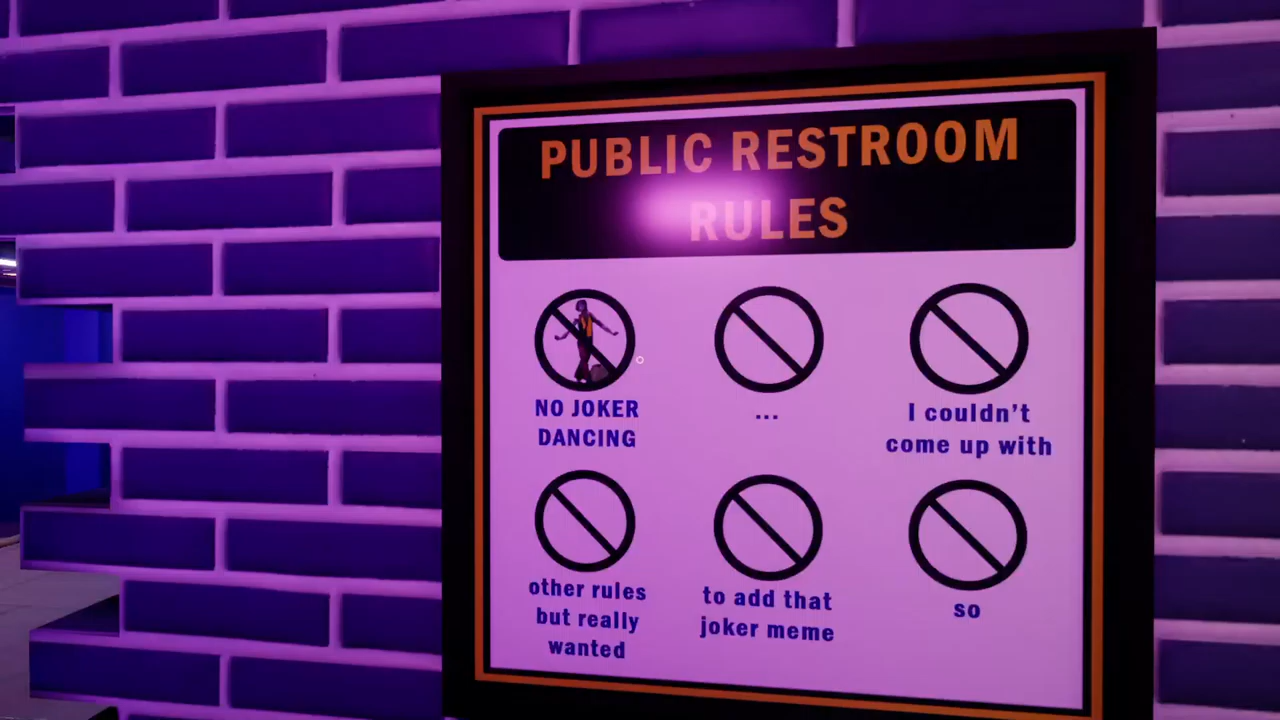 PUBLIC RESTROOM
RULES
NO JOKER
DANCING
...
I couldn't
come up with
other rules
but really
wanted
to add that
joker meme
so